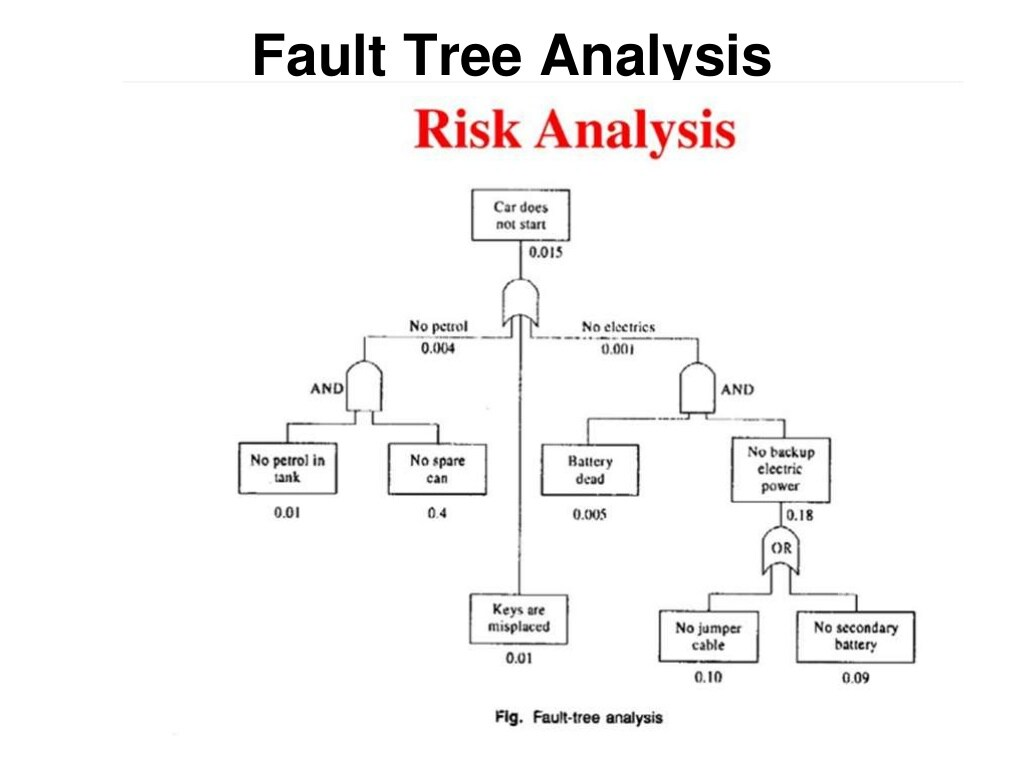 Fault Tree Analysis
Risk Analysis
Car does
not start
0.015
No petrol
0.004
No electrics
0.001
AND
AND
No petrol in
tank
0.01
No spare
can
0.4
Battery
dead
0.005
No backup
electric
power
0.18
OR
Keys are
misplaced
0.01
No jumper
cable
0.10
No secondary
battery
0.09
Fig. Fault-tree analysis